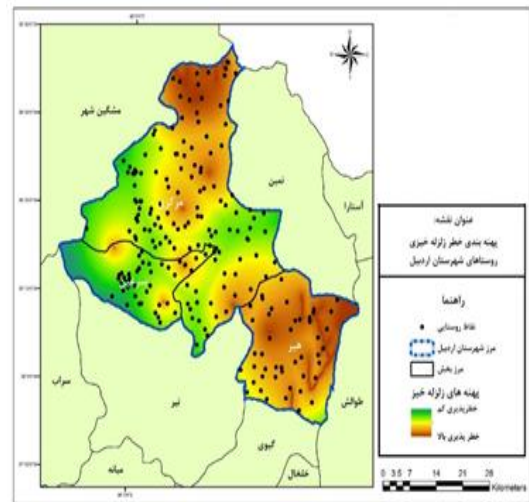 مشگین شهر
نمین
آستارا
مرکزی
هیر
سراب
نیر
طوالش
میانه
گیوی
خلخال
عنوان نقشه:
پهنه بندی خطر زلزله خیزی
روستاهای شهرستان اردبیل
راهنما
نقاط روستایی
مرز شهرستان اردبیل
مرز بخش
پهنه های زلزله خیز
خطرپذیری کم
خطر پذیری بالا
0 3.5 7 14 21 28
Kilometers